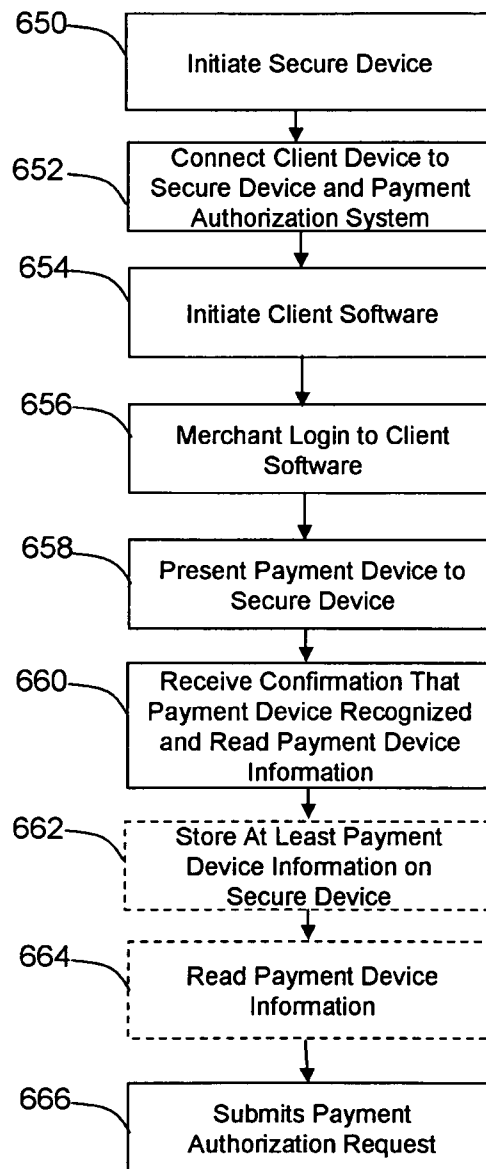 650
Initiate Secure Device
652
Connect Client Device to
Secure Device and Payment
Authorization System
654
Initiate Client Software
656
Merchant Login to Client
Software
658
Present Payment Device to
Secure Device
660
Receive Confirmation That
Payment Device Recognized
and Read Payment Device
Information
662
Store At Least Payment
Device Information on
Secure Device
664
Read Payment Device
Information
666
Submits Payment
Authorization Request